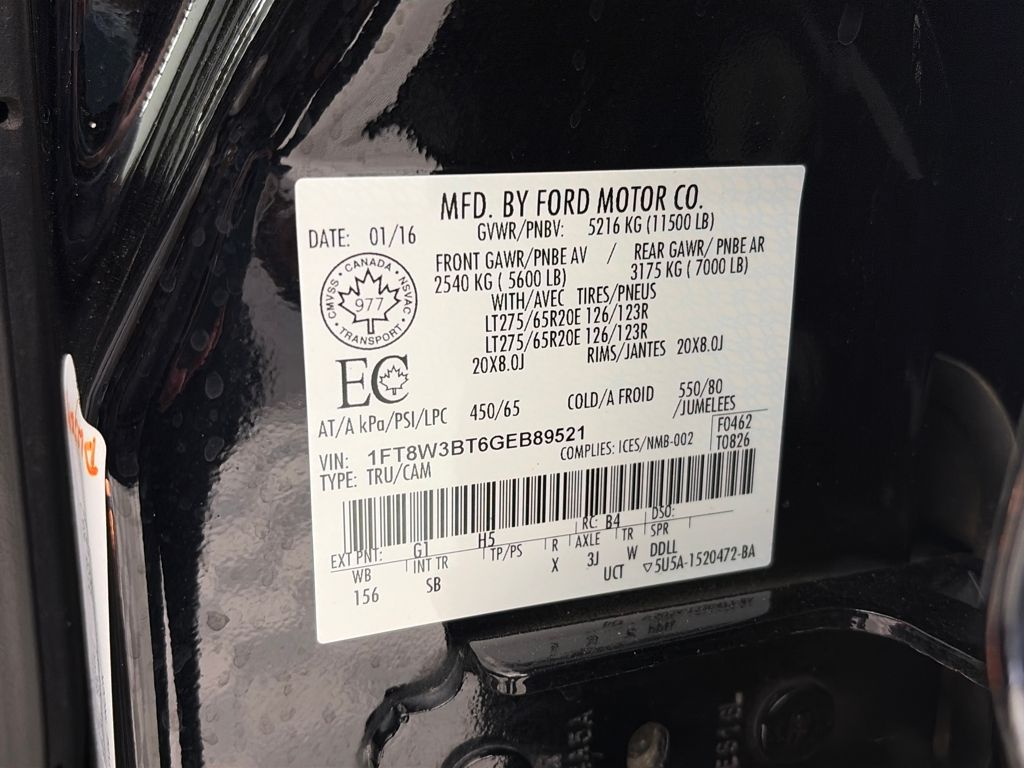 MFD. BY FORD MOTOR CO.
DATE: 01/16
GVWR/PNBV: 5216 KG (11500 LB)
FRONT GAWR/PNBE AV / REAR GAWR/ PNBE AR
2540 KG ( 5600 LB) 3175 KG ( 7000 LB)
WITH/AVEC TIRES/PNEUS
LT275/65R20E 126/123R
LT275/65R20E 126/123R
20X8.0J RIMS/JANTES 20X8.0J
CANADA
CMVSS 977 NSVAC
TRANSPORT
EC
AT/A kPa/PSI/LPC 450/65 COLD/A FROID 550/80
/JUMELEES
VIN: 1FT8W3BT6GEB89521 COMPLIES: ICES/NMB-002 F0462
TYPE: TRU/CAM T0826
EXT PNT: G1 H5 RC: B4 DSO:
WB INT TR TP/PS R AXLE TR SPR
156 SB X 3J W DDLL
UCT ▽5U5A-1520472-BA